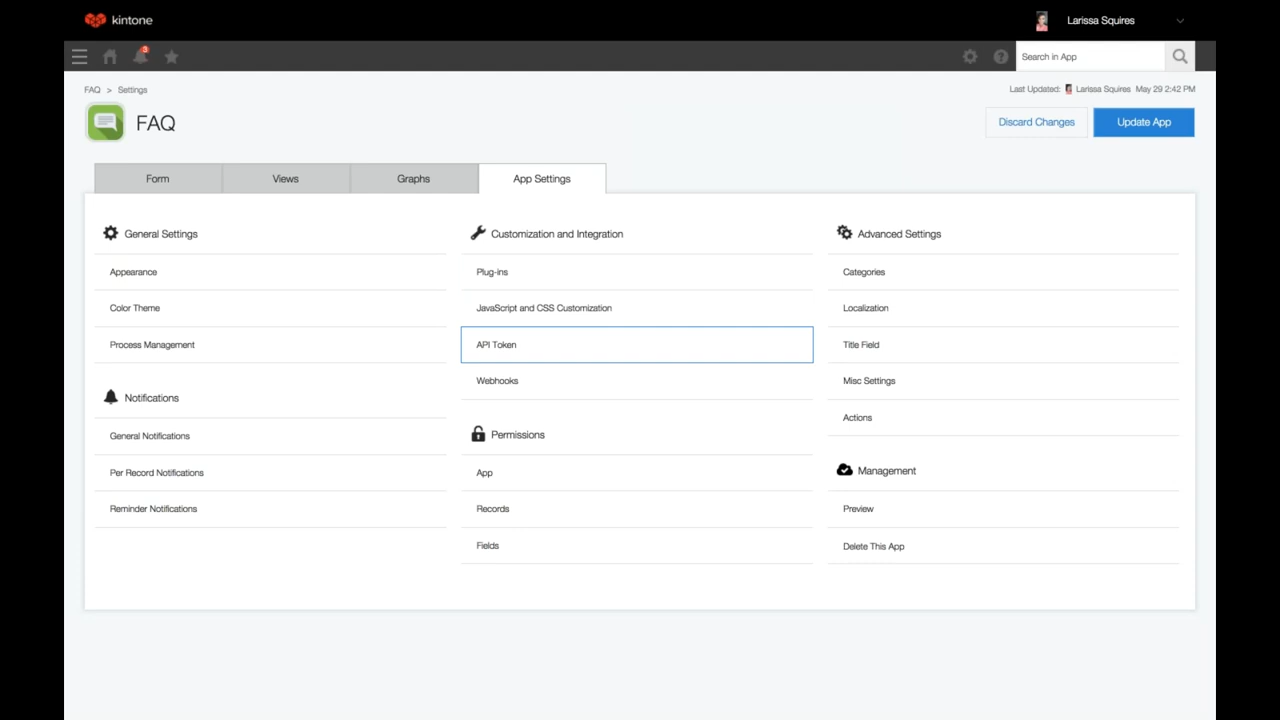 kintone
Larissa Squires
3
Search in App
FAQ > Settings
Last Updated: Larissa Squires May 29 2:42 PM
FAQ
Discard Changes
Update App
Form
Views
Graphs
App Settings
General Settings
Appearance
Color Theme
Process Management
Notifications
General Notifications
Per Record Notifications
Reminder Notifications
Customization and Integration
Plug-ins
JavaScript and CSS Customization
API Token
Webhooks
Permissions
App
Records
Fields
Advanced Settings
Categories
Localization
Title Field
Misc Settings
Actions
Management
Preview
Delete This App